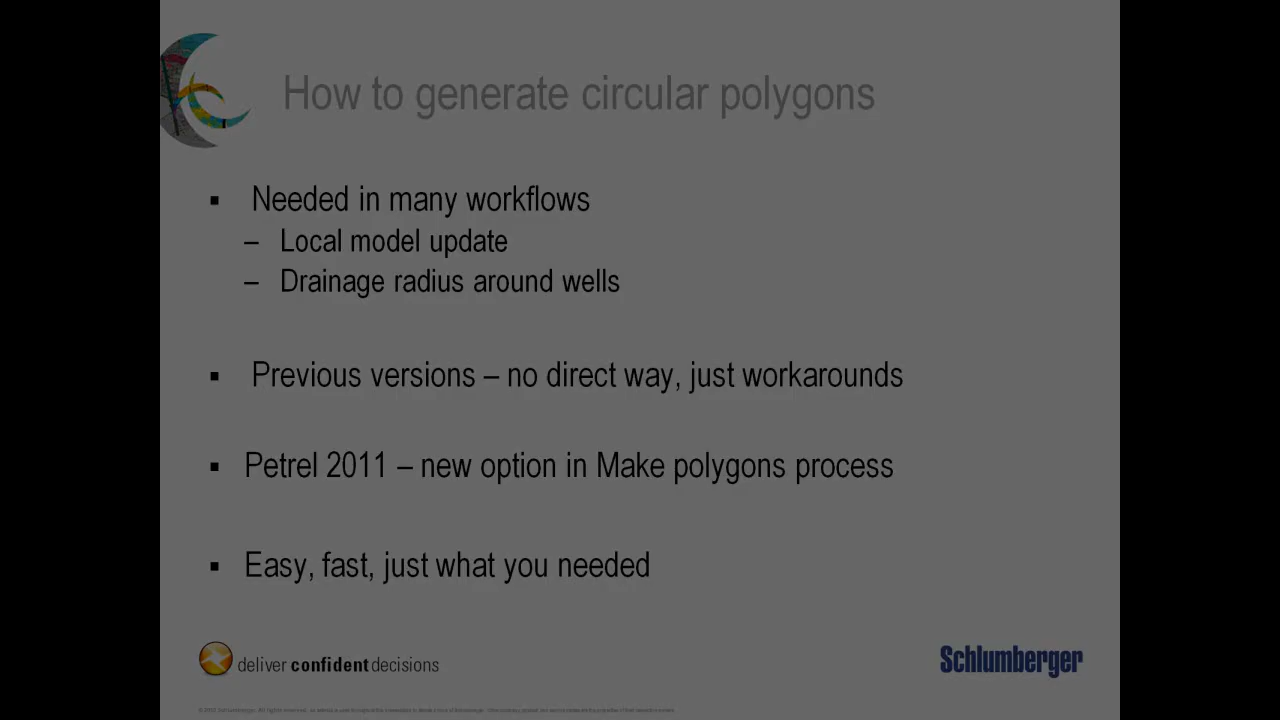 How to generate circular polygons
▪ Needed in many workflows
– Local model update
– Drainage radius around wells
▪ Previous versions – no direct way, just workarounds
▪ Petrel 2011 – new option in Make polygons process
▪ Easy, fast, just what you needed
deliver confident decisions
Schlumberger